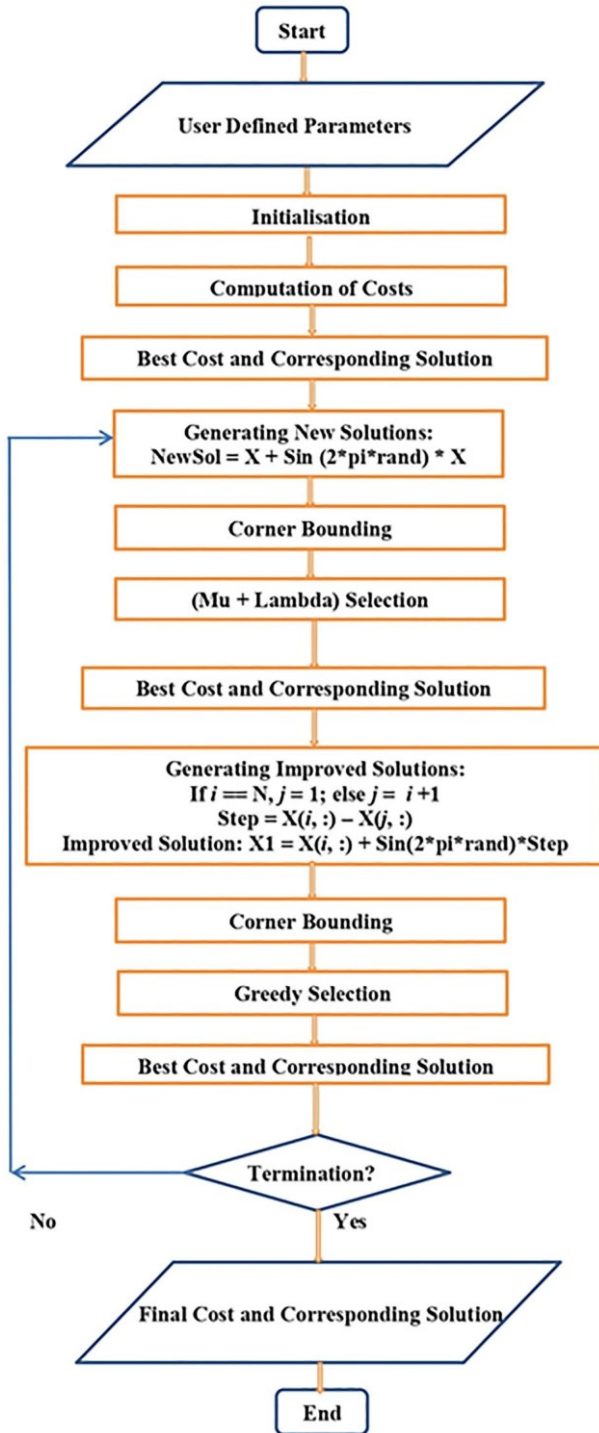 Start
User Defined Parameters
Initialisation
Computation of Costs
Best Cost and Corresponding Solution
Generating New Solutions:
NewSol = X + Sin (2*pi*rand) * X
Corner Bounding
(Mu + Lambda) Selection
Best Cost and Corresponding Solution
Generating Improved Solutions:
If i == N, j = 1; else j = i +1
Step = X(i, :) – X(j, :)
Improved Solution: X1 = X(i, :) + Sin(2*pi*rand)*Step
Corner Bounding
Greedy Selection
Best Cost and Corresponding Solution
Termination?
No
Yes
Final Cost and Corresponding Solution
End